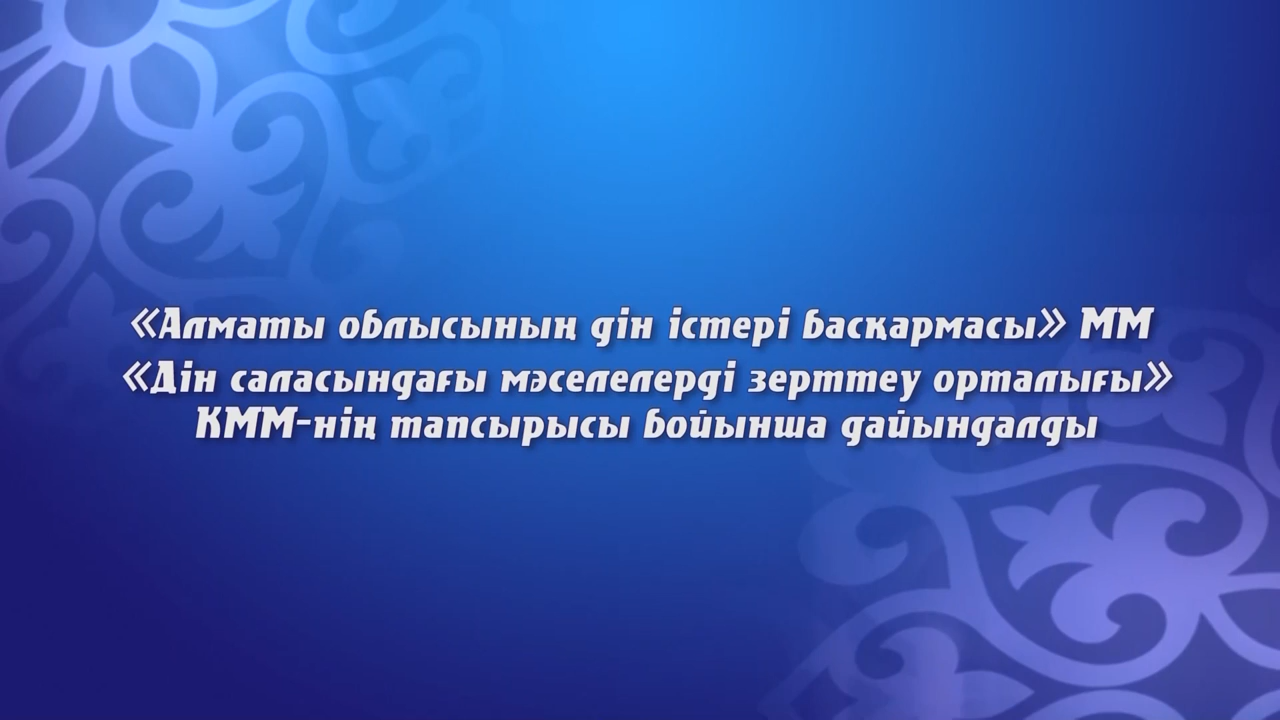 «Алматы облысының дін істері басқармасы» ММ
«Дін саласындағы мәселелерді зерттеу орталығы»
КММ-нің тапсырысы бойынша дайындалды